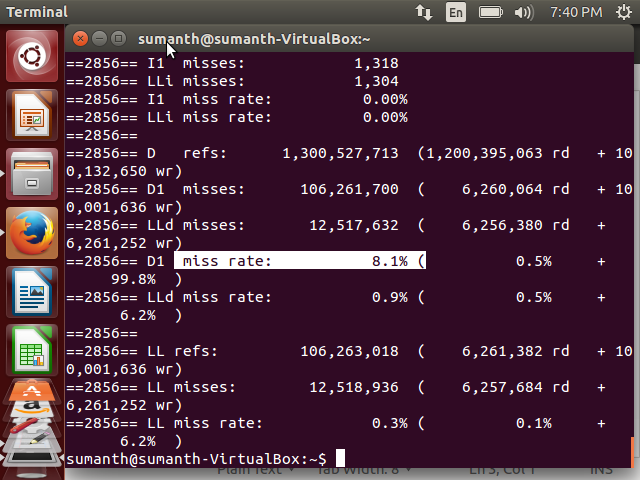 Terminal
En
7:40 PM
sumanth@sumanth-VirtualBox:~
==2856== I1  misses:            1,318
==2856== LLi misses:            1,304
==2856== I1  miss rate:          0.00%
==2856== LLi miss rate:          0.00%
==2856==
==2856== D   refs:      1,300,527,713  (1,200,395,063 rd   + 10
0,132,650 wr)
==2856== D1  misses:      106,261,700  (    6,260,064 rd   + 10
0,001,636 wr)
==2856== LLd misses:       12,517,632  (    6,256,380 rd   +
6,261,252 wr)
==2856== D1  miss rate:           8.1% (          0.5%     +
     99.8%  )
==2856== LLd miss rate:           0.9% (          0.5%     +
      6.2%  )
==2856==
==2856== LL refs:         106,263,018  (    6,261,382 rd   + 10
0,001,636 wr)
==2856== LL misses:        12,518,936  (    6,257,684 rd   +
6,261,252 wr)
==2856== LL miss rate:            0.3% (          0.1%     +
      6.2%  )
sumanth@sumanth-VirtualBox:~$
Plain Text Tab Width: 8 Ln 5, Col 1 INS